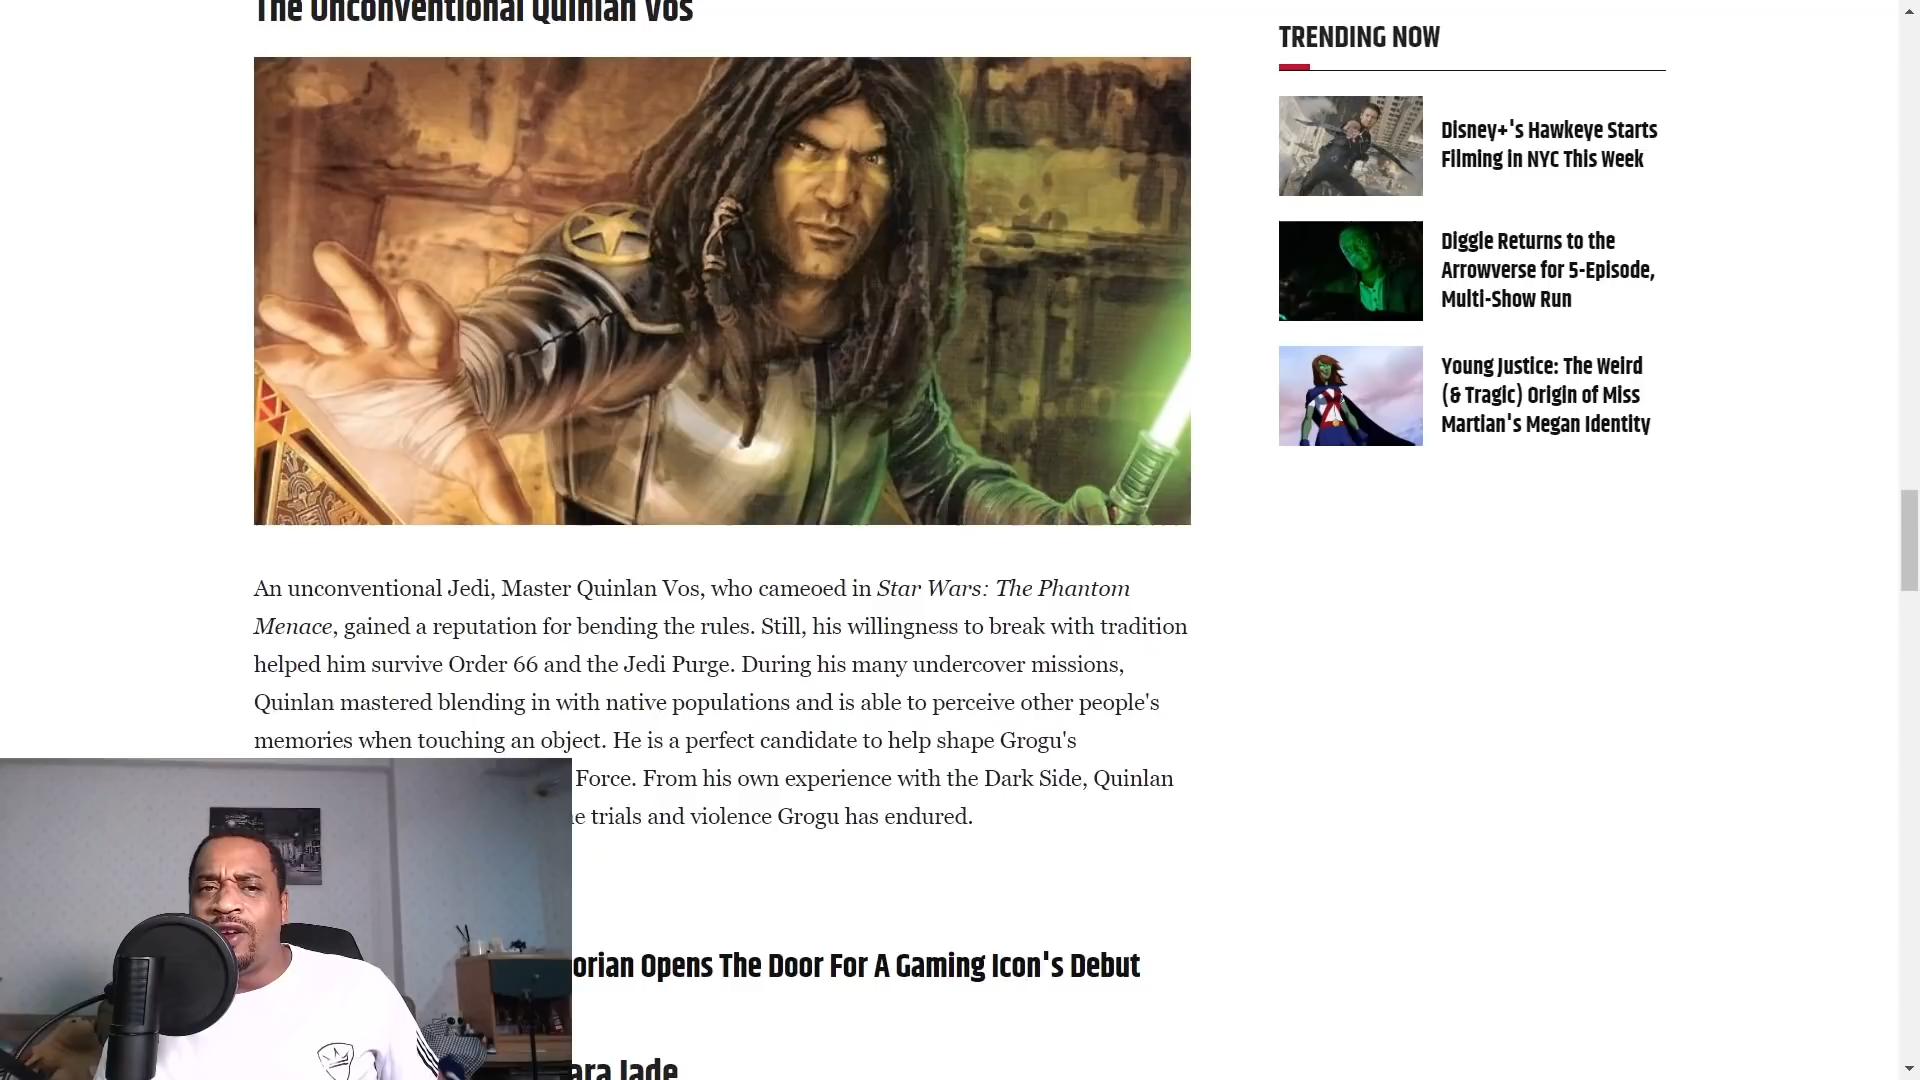 The Unconventional Quinlan Vos
An unconventional Jedi, Master Quinlan Vos, who cameoed in Star Wars: The Phantom
Menace, gained a reputation for bending the rules. Still, his willingness to break with tradition
helped him survive Order 66 and the Jedi Purge. During his many undercover missions,
Quinlan mastered blending in with native populations and is able to perceive other people's
memories when touching an object. He is a perfect candidate to help shape Grogu's
Force. From his own experience with the Dark Side, Quinlan
trials and violence Grogu has endured.
orian Opens The Door For A Gaming Icon's Debut
ara Jade
TRENDING NOW
Disney+'s Hawkeye Starts
Filming in NYC This Week
Diggle Returns to the
Arrowverse for 5-Episode,
Multi-Show Run
Young Justice: The Weird
(& Tragic) Origin of Miss
Martian's Megan Identity